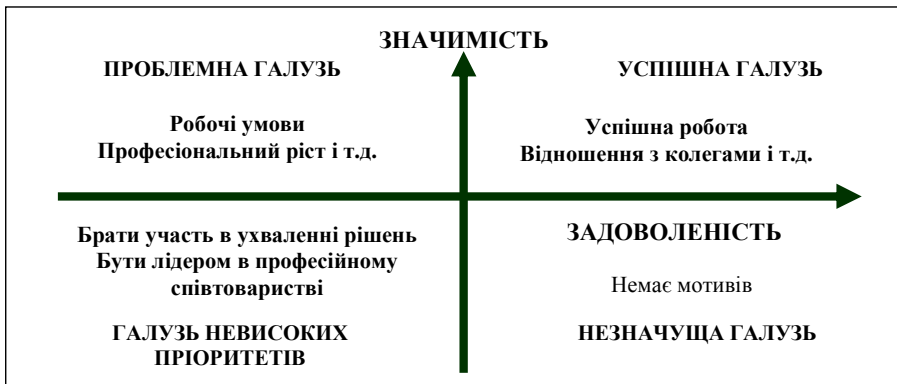 ЗНАЧИМІСТЬ
ПРОБЛЕМНА ГАЛУЗЬ
УСПІШНА ГАЛУЗЬ
Робочі умови
Професіональний ріст і т.д.
Успішна робота
Відношення з колегами і т.д.
Брати участь в ухваленні рішень
Бути лідером в професійному
співтоваристві
ЗАДОВОЛЕНІСТЬ
Немає мотивів
ГАЛУЗЬ НЕВИСОКИХ
ПРІОРИТЕТІВ
НЕЗНАЧУЩА ГАЛУЗЬ